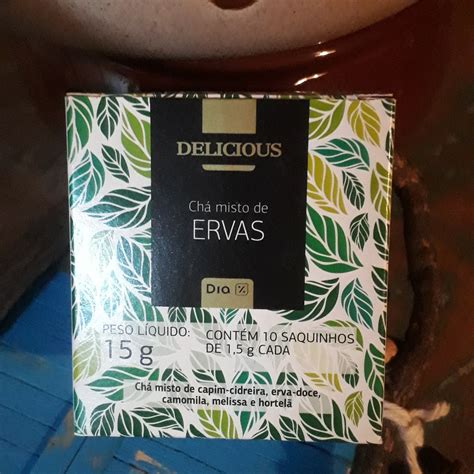 DELICIOUS
Chá misto de
ERVAS
Dia %
PESO LÍQUIDO:
15 g
CONTÉM 10 SAQUINHOS
DE 1,5 g CADA
Chá misto de capim-cidreira, erva-doce,
camomila, melissa e hortelã